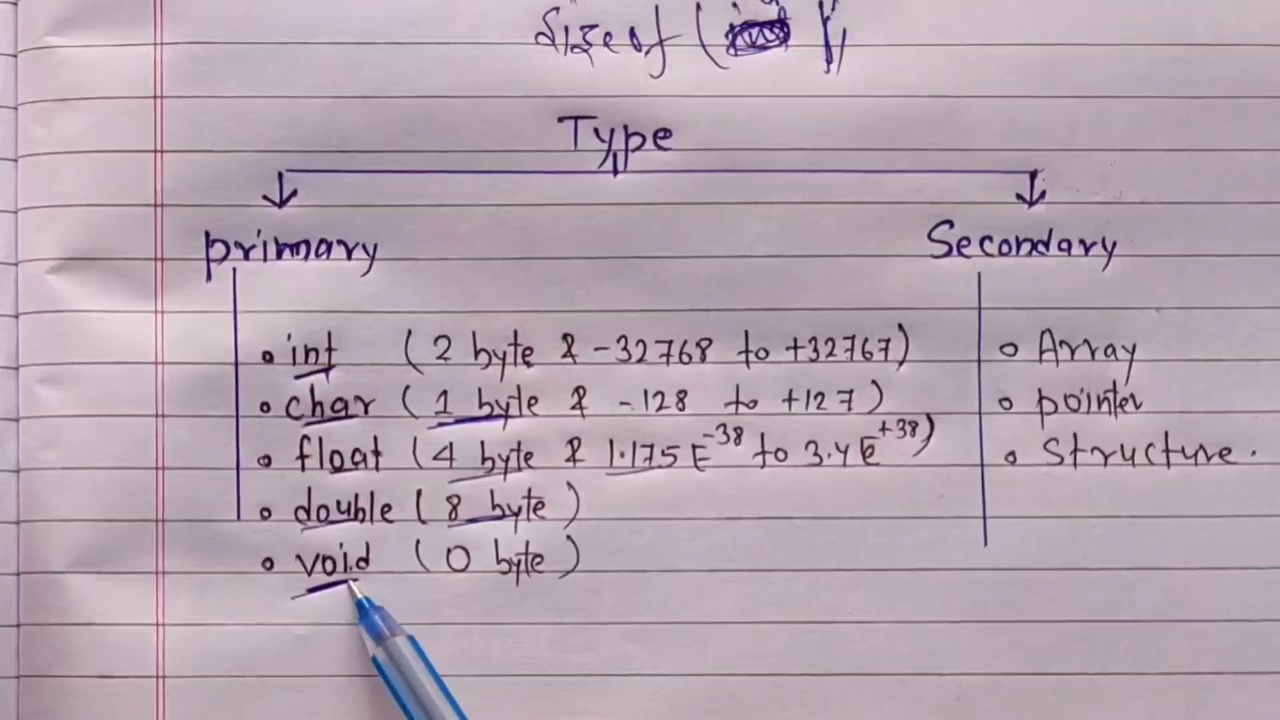 Sizeof ( );
Type
primary
Secondary
int ( 2 byte & -32768 to +32767)
char ( 1 byte & -128 to +127)
float (4 byte & 1.175E-38 to 3.4E+38)
double ( 8 byte )
void ( 0 byte )
Array
pointer
Structure.